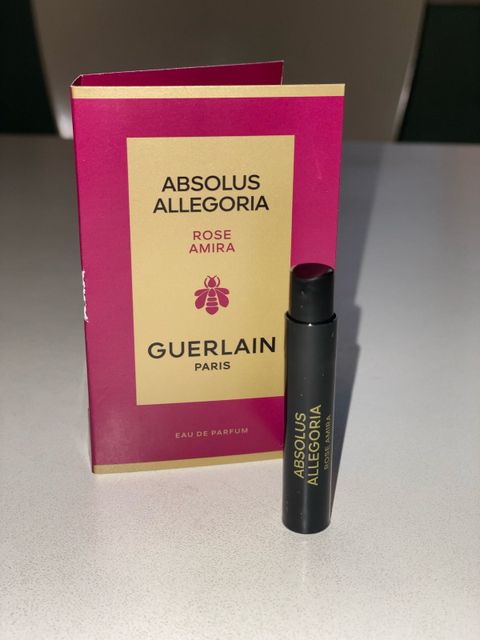 ABSOLUS
ALLEGORIA
ROSE
AMIRA
GUERLAIN
PARIS
EAU DE PARFUM
ABSOLUS
ALLEGORIA
ROSE AMIRA